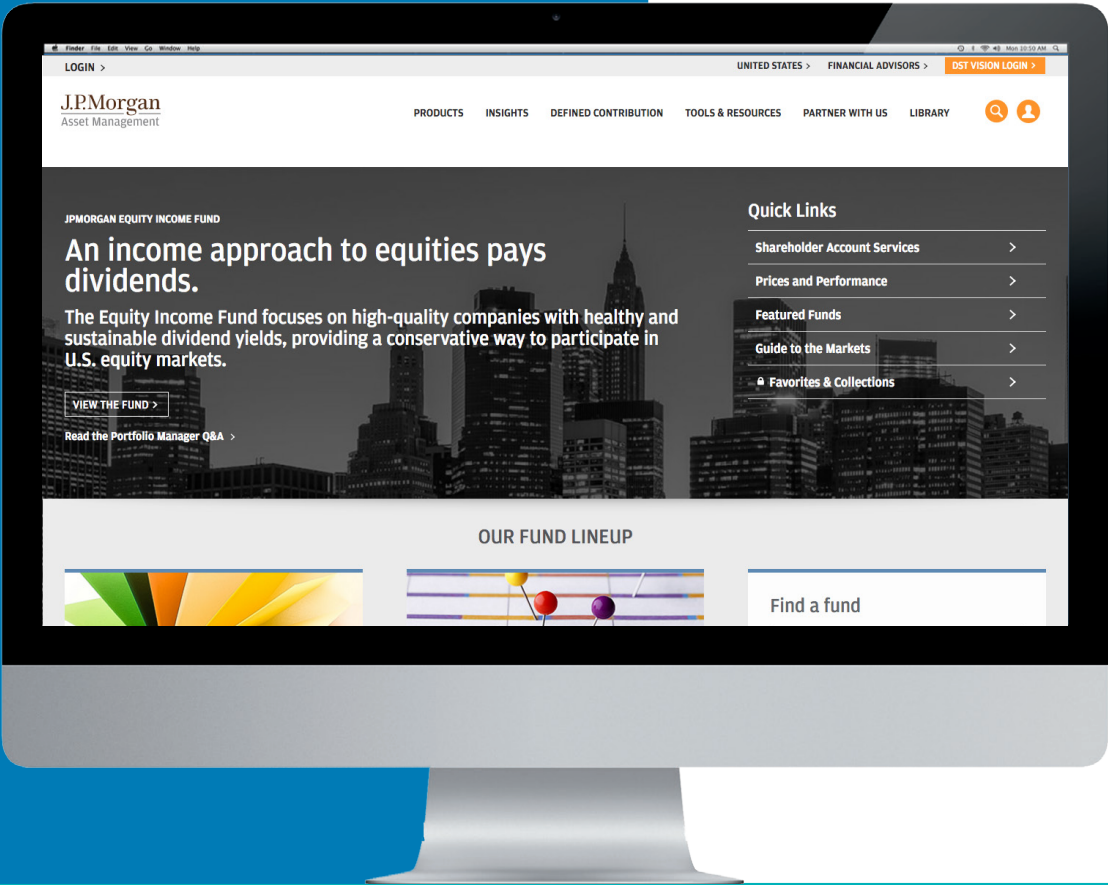 Finder File Edit View Go Window Help
Mon 10:50 AM
LOGIN >
UNITED STATES > FINANCIAL ADVISORS > DST VISION LOGIN >
J.P.Morgan
Asset Management
PRODUCTS INSIGHTS DEFINED CONTRIBUTION TOOLS & RESOURCES PARTNER WITH US LIBRARY
JPMORGAN EQUITY INCOME FUND
An income approach to equities pays
dividends.
The Equity Income Fund focuses on high-quality companies with healthy and
sustainable dividend yields, providing a conservative way to participate in
U.S. equity markets.
VIEW THE FUND >
Read the Portfolio Manager Q&A >
Quick Links
Shareholder Account Services >
Prices and Performance >
Featured Funds >
Guide to the Markets >
Favorites & Collections >
OUR FUND LINEUP
Find a fund